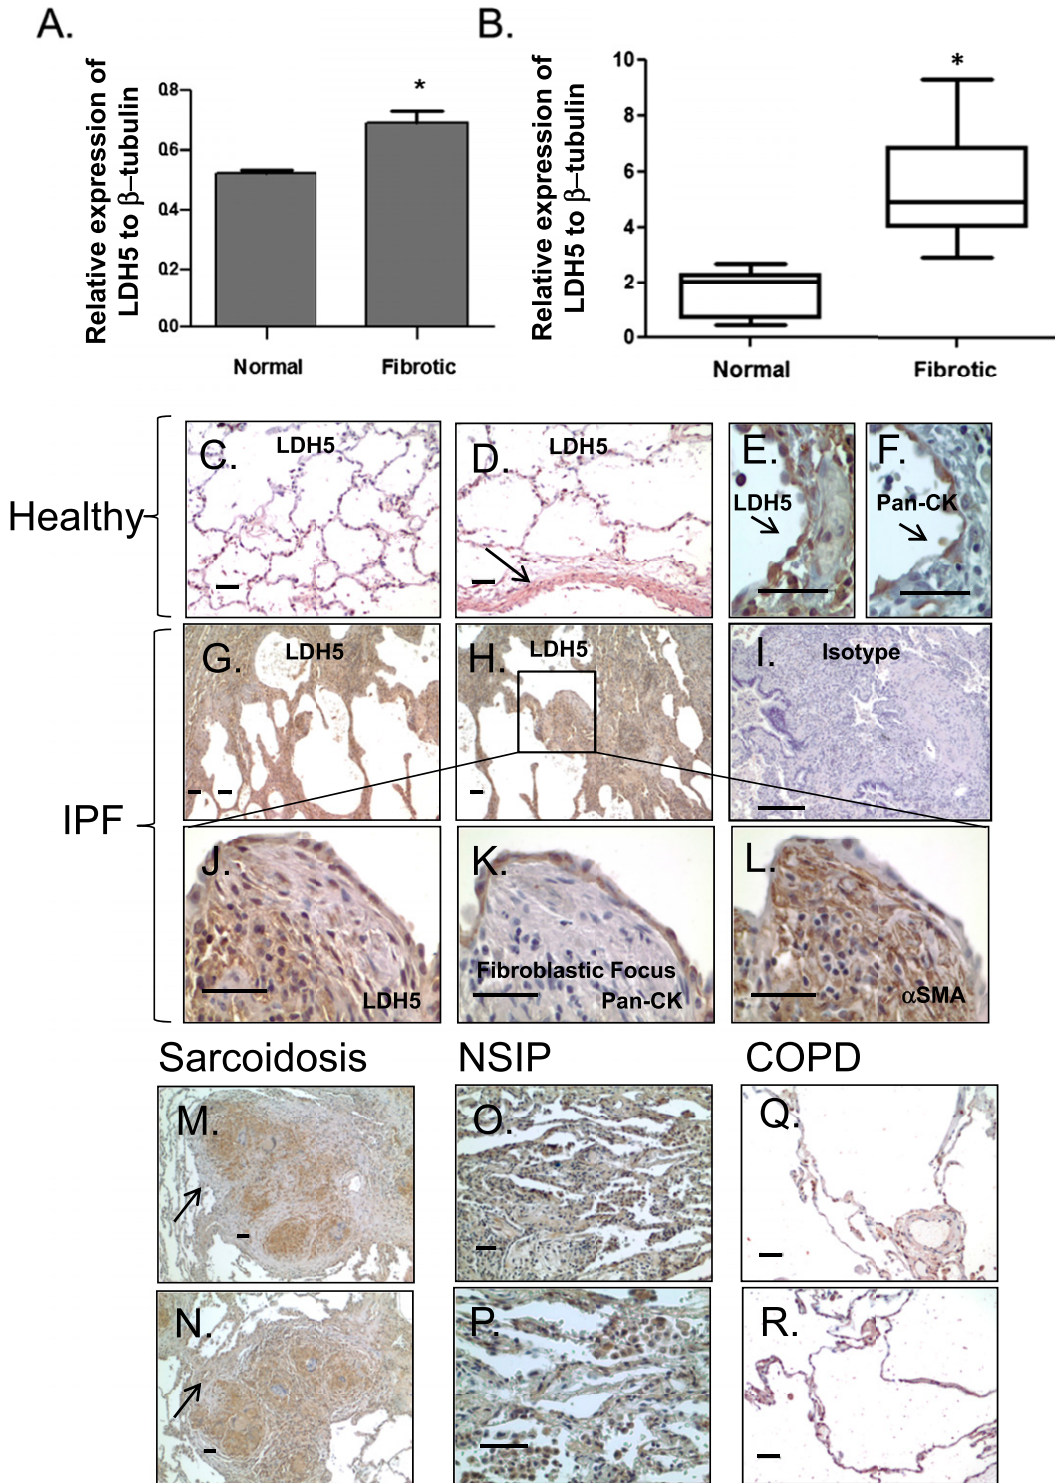 A.
Relative expression of
LDH5 to β–tubulin
0.8
0.6
0.4
0.2
0.0
*
Normal
Fibrotic
B.
Relative expression of
LDH5 to β–tubulin
10
8
6
4
2
0
*
Normal
Fibrotic
Healthy
C.
LDH5
D.
LDH5
E.
LDH5
F.
Pan-CK
IPF
G.
LDH5
H.
LDH5
I.
Isotype
J.
LDH5
K.
Fibroblastic Focus
Pan-CK
L.
αSMA
Sarcoidosis
NSIP
COPD
M.
O.
Q.
N.
P.
R.